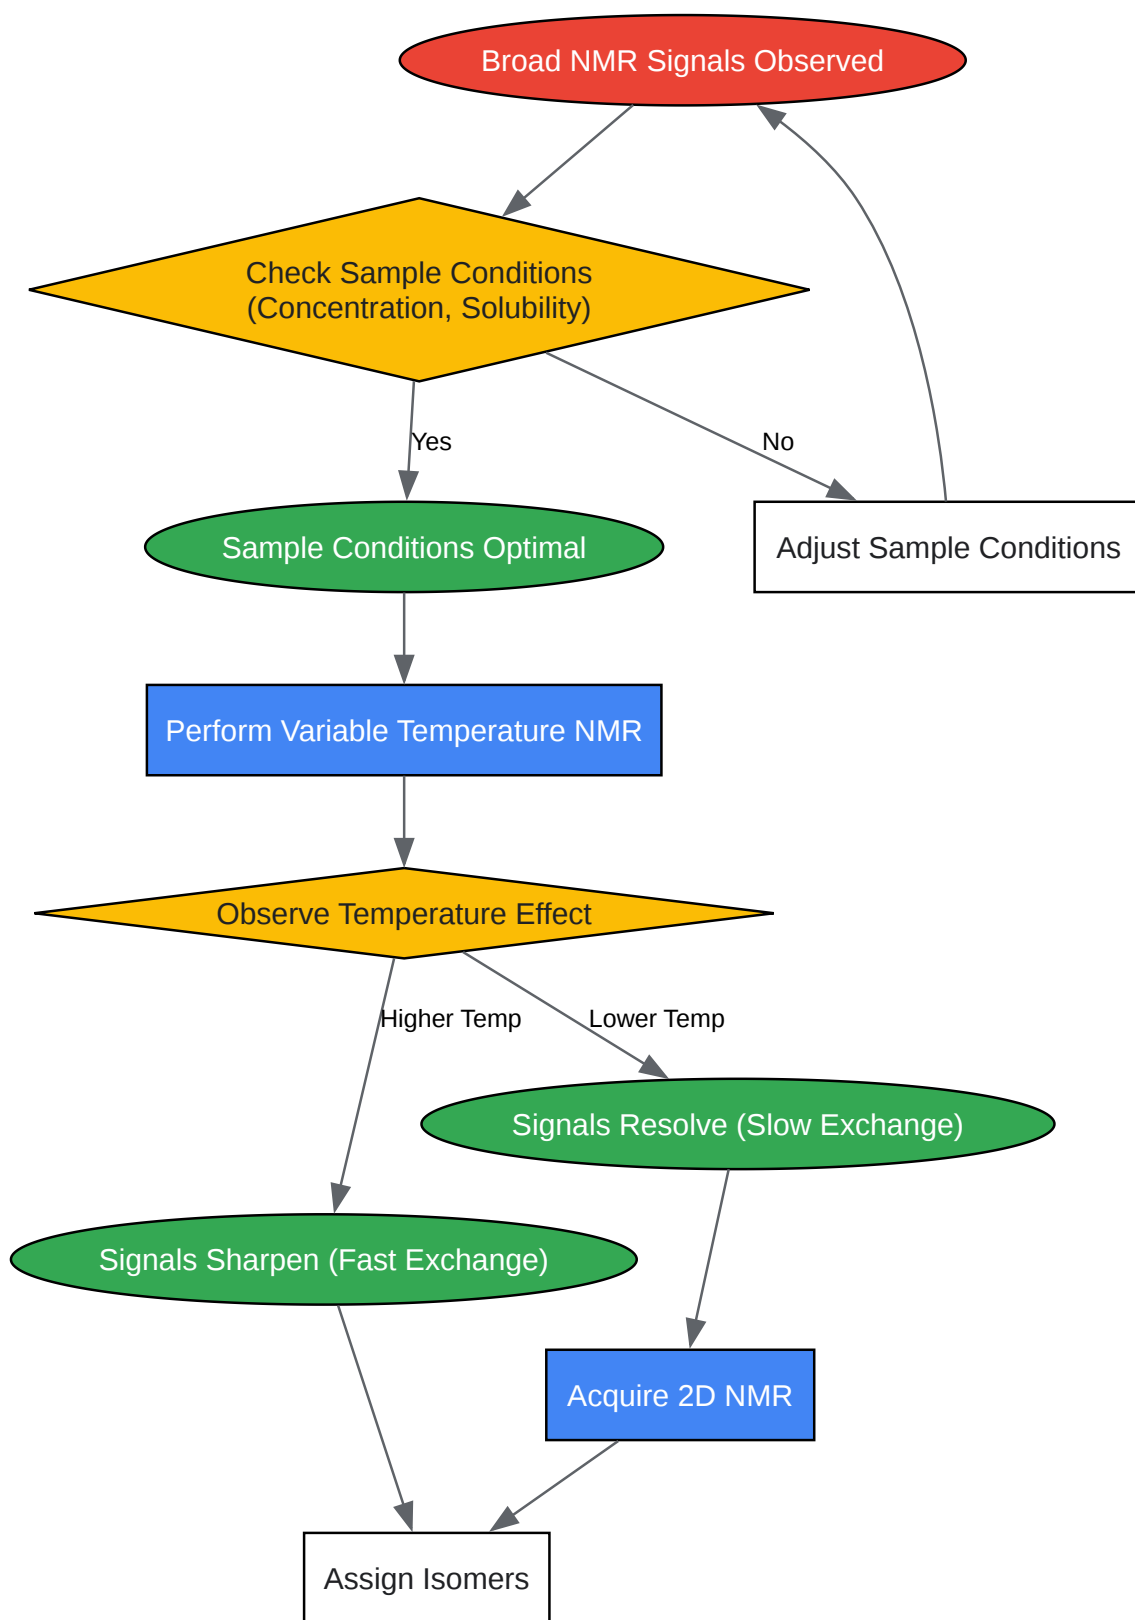 Broad NMR Signals Observed
Check Sample Conditions
(Concentration, Solubility)
Yes
No
Sample Conditions Optimal
Adjust Sample Conditions
Perform Variable Temperature NMR
Observe Temperature Effect
Higher Temp
Lower Temp
Signals Resolve (Slow Exchange)
Signals Sharpen (Fast Exchange)
Acquire 2D NMR
Assign Isomers